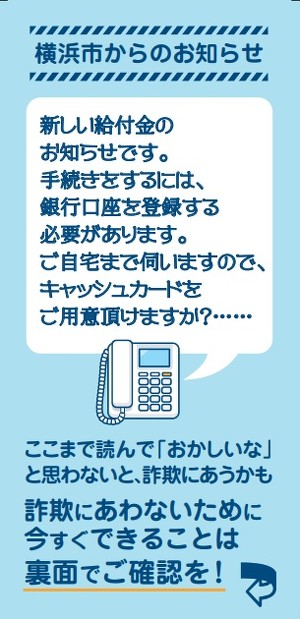 横浜市からのお知らせ
新しい給付金の
お知らせです。
手続きをするには、
銀行口座を登録する
必要があります。
ご自宅まで伺いますので、
キャッシュカードを
ご用意頂けますか?……
ここまで読んで「おかしいな」
と思わないと、詐欺にあうかも
詐欺にあわないために
今すぐできることは
裏面でご確認を!